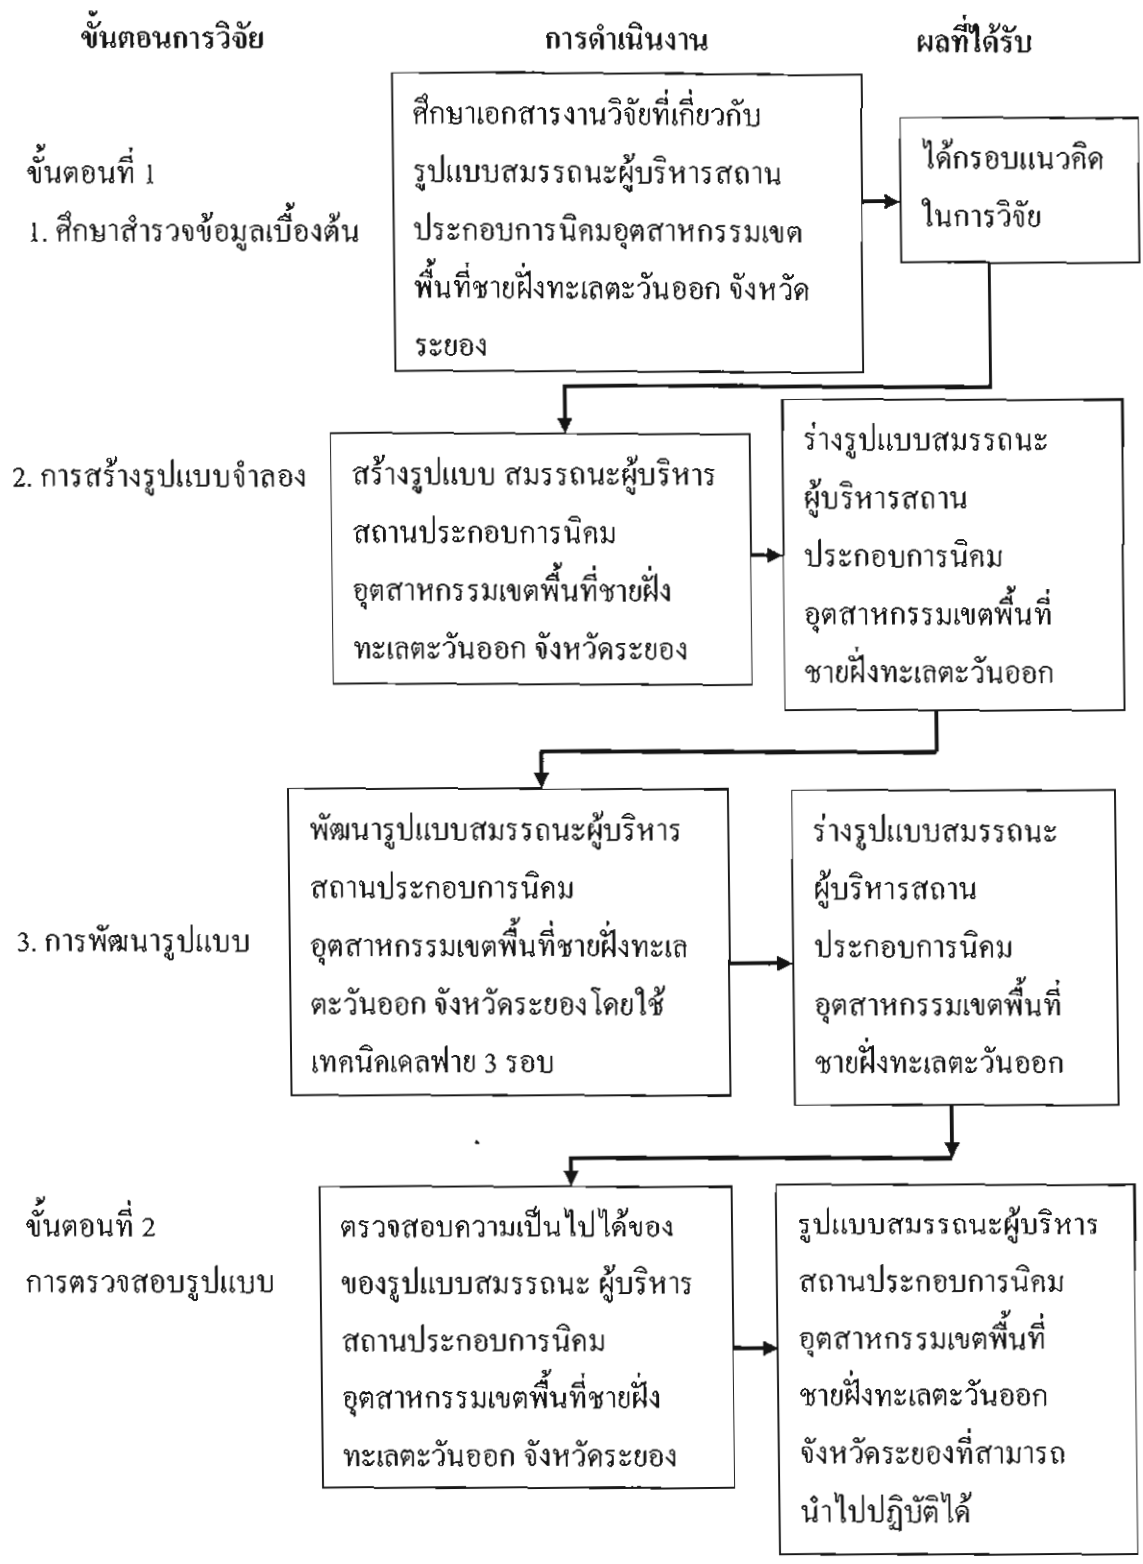 ขั้นตอนการวิจัย
การดำเนินงาน
ผลที่ได้รับ
ขั้นตอนที่ 1
1. ศึกษาสำรวจข้อมูลเบื้องต้น
ศึกษาเอกสารงานวิจัยที่เกี่ยวกับ
รูปแบบสมรรถนะผู้บริหารสถาน
ประกอบการนิคมอุตสาหกรรมเขต
พื้นที่ชายฝั่งทะเลตะวันออก จังหวัด
ระยอง
ได้กรอบแนวคิด
ในการวิจัย
2. การสร้างรูปแบบจำลอง
สร้างรูปแบบ สมรรถนะผู้บริหาร
สถานประกอบการนิคม
อุตสาหกรรมเขตพื้นที่ชายฝั่ง
ทะเลตะวันออก จังหวัดระยอง
ร่างรูปแบบสมรรถนะ
ผู้บริหารสถาน
ประกอบการนิคม
อุตสาหกรรมเขตพื้นที่
ชายฝั่งทะเลตะวันออก
3. การพัฒนารูปแบบ
พัฒนารูปแบบสมรรถนะผู้บริหาร
สถานประกอบการนิคม
อุตสาหกรรมเขตพื้นที่ชายฝั่งทะเล
ตะวันออก จังหวัดระยองโดยใช้
เทคนิคเดลฟาย 3 รอบ
ร่างรูปแบบสมรรถนะ
ผู้บริหารสถาน
ประกอบการนิคม
อุตสาหกรรมเขตพื้นที่
ชายฝั่งทะเลตะวันออก
ขั้นตอนที่ 2
การตรวจสอบรูปแบบ
ตรวจสอบความเป็นไปได้ของ
ของรูปแบบสมรรถนะ ผู้บริหาร
สถานประกอบการนิคม
อุตสาหกรรมเขตพื้นที่ชายฝั่ง
ทะเลตะวันออก จังหวัดระยอง
รูปแบบสมรรถนะผู้บริหาร
สถานประกอบการนิคม
อุตสาหกรรมเขตพื้นที่
ชายฝั่งทะเลตะวันออก
จังหวัดระยองที่สามารถ
นำไปปฏิบัติได้